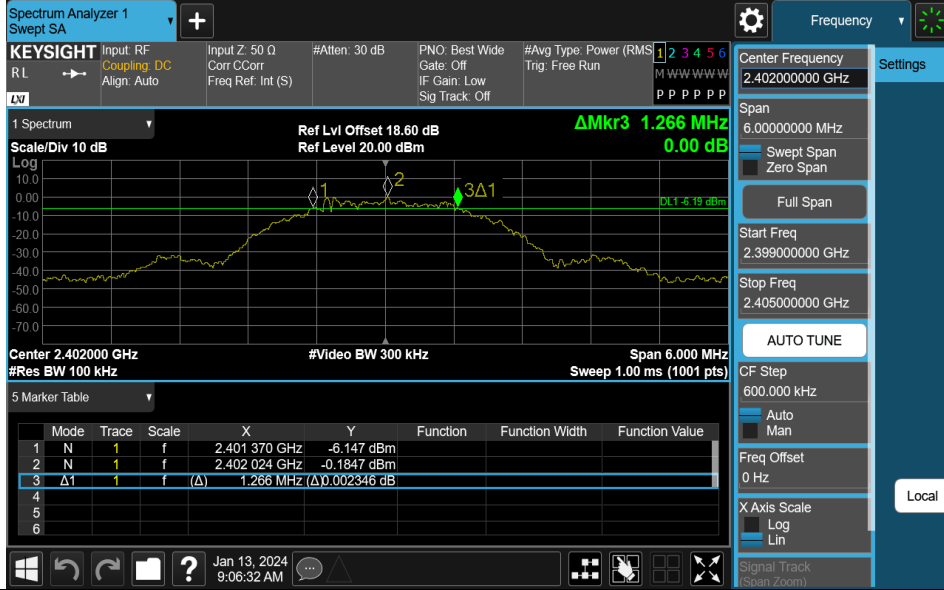 Spectrum Analyzer 1
Swept SA
+
Frequency
KEYSIGHT
R L
LXI
Input: RF
Coupling: DC
Align: Auto
Input Z: 50 Ω
Corr CCorr
Freq Ref: Int (S)
#Atten: 30 dB
PNO: Best Wide
Gate: Off
IF Gain: Low
Sig Track: Off
#Avg Type: Power (RMS
Trig: Free Run
1 2 3 4 5 6
M W W W W W
P P P P P P
Center Frequency
2.402000000 GHz
Settings
Span
6.00000000 MHz
Swept Span
Zero Span
Full Span
Start Freq
2.399000000 GHz
Stop Freq
2.405000000 GHz
AUTO TUNE
CF Step
600.000 kHz
Auto
Man
Freq Offset
0 Hz
X Axis Scale
Log
Lin
Signal Track
(Span Zoom)
Local
1 Spectrum
Scale/Div 10 dB
Ref Lvl Offset 18.60 dB
Ref Level 20.00 dBm
ΔMkr3 1.266 MHz
0.00 dB
Log
10.0
0.00
-10.0
-20.0
-30.0
-40.0
-50.0
-60.0
-70.0
1
2
3Δ1
DL1 -6.19 dBm
Center 2.402000 GHz
#Video BW 300 kHz
Span 6.000 MHz
#Res BW 100 kHz
Sweep 1.00 ms (1001 pts)
5 Marker Table
Mode Trace Scale X Y Function Function Width Function Value
1 N 1 f 2.401 370 GHz -6.147 dBm
2 N 1 f 2.402 024 GHz -0.1847 dBm
3 Δ1 1 f (Δ) 1.266 MHz (Δ)0.002346 dB
4
5
6
?
Jan 13, 2024
9:06:32 AM